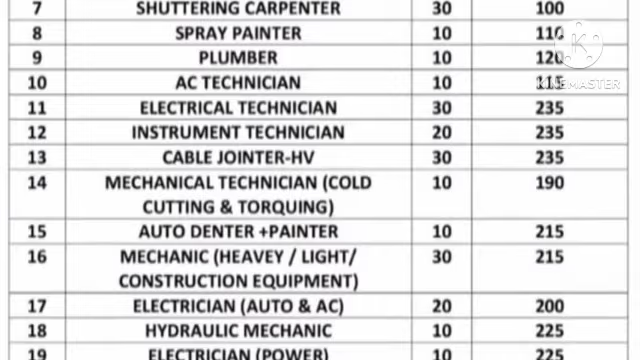 7 SHUTTERING CARPENTER 30 100
8 SPRAY PAINTER 10 110
9 PLUMBER 10 120
10 AC TECHNICIAN 10 115
11 ELECTRICAL TECHNICIAN 30 235
12 INSTRUMENT TECHNICIAN 20 235
13 CABLE JOINTER-HV 30 235
14 MECHANICAL TECHNICIAN (COLD 10 190
CUTTING & TORQUING)
15 AUTO DENTER +PAINTER 10 215
16 MECHANIC (HEAVEY / LIGHT/ 30 215
CONSTRUCTION EQUIPMENT)
17 ELECTRICIAN (AUTO & AC) 20 200
18 HYDRAULIC MECHANIC 10 225
19 ELECTRICIAN (POWER) 10 225
K
KINEMASTER